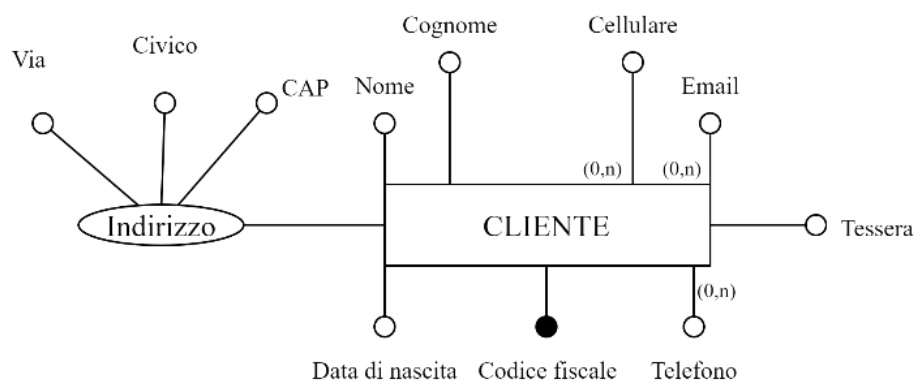 Cognome
Cellulare
Via
Civico
CAP
Nome
Email
(0,n)
(0,n)
Indirizzo
CLIENTE
Tessera
(0,n)
Data di nascita
Codice fiscale
Telefono